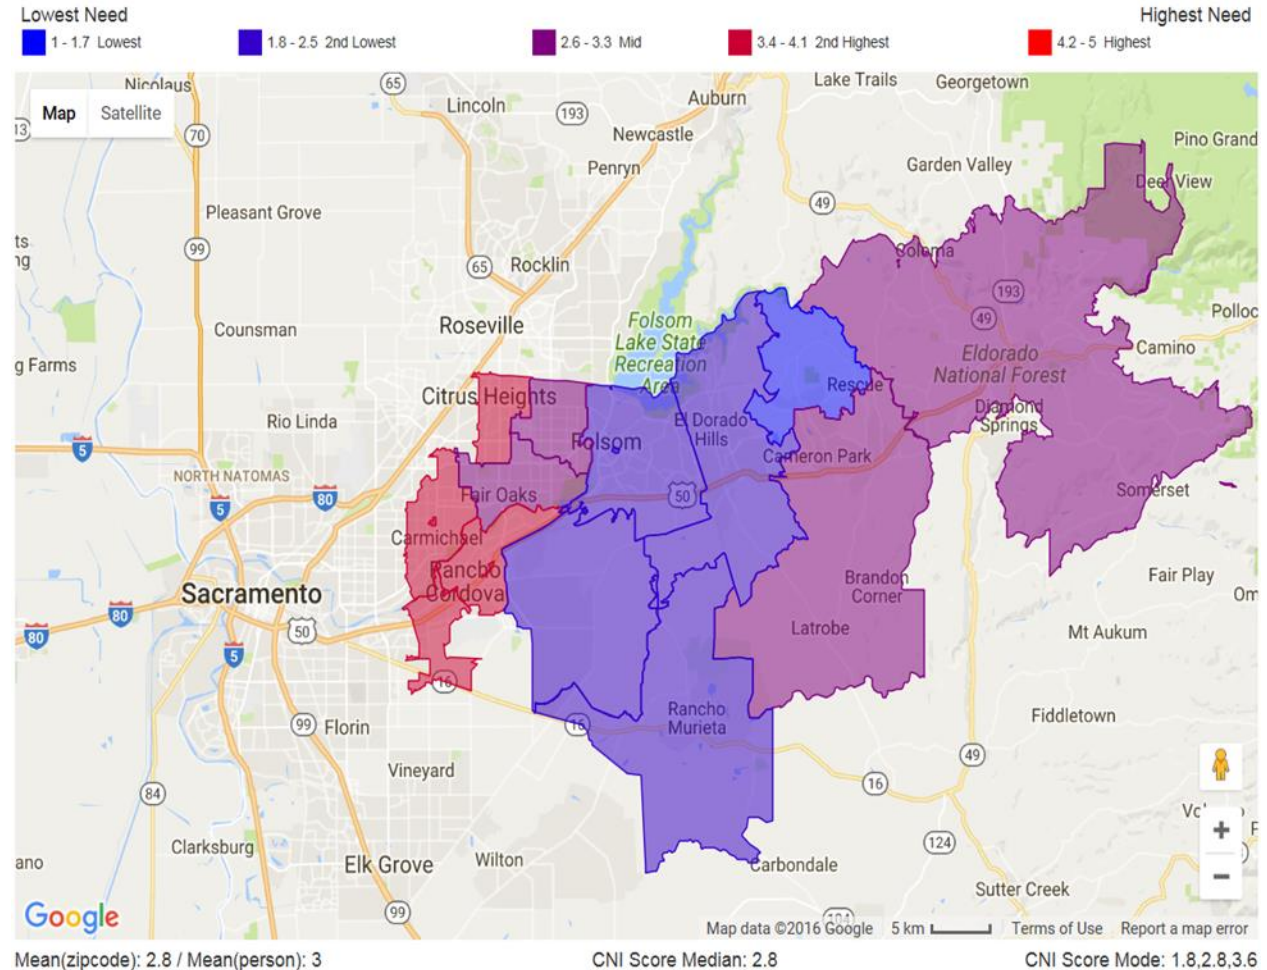 Lowest Need
Highest Need
1 - 1.7 Lowest
1.8 - 2.5 2nd Lowest
2.6 - 3.3 Mid
3.4 - 4.1 2nd Highest
4.2 - 5 Highest
Map
Satellite
Nicolaus
65
Lincoln
193
Auburn
Lake Trails
Georgetown
70
Newcastle
Pino Grand
Penryn
Garden Valley
Deer View
Pleasant Grove
49
99
65
Rocklin
Coloma
193
49
Counsman
Roseville
Folsom
Lake State
Recreation
Area
Camino
Eldorado
National Forest
g Farms
Citrus Heights
Rescue
Rio Linda
El Dorado
Hills
Diamond
Springs
5
Folsom
Cameron Park
NORTH NATOMAS
5
80
Fair Oaks
50
Somerset
Carmichael
Rancho
Cordova
Sacramento
80
80
50
5
Brandon
Corner
Fair Play
Latrobe
Mt Aukum
16
Rancho
Murieta
99
Florin
16
Fiddletown
Vineyard
49
16
84
Clarksburg
Elk Grove
Wilton
Carbondale
124
Sutter Creek
99
+
−
Google
Map data ©2016 Google
5 km
Terms of Use
Report a map error
Mean(zipcode): 2.8 / Mean(person): 3
CNI Score Median: 2.8
CNI Score Mode: 1.8,2.8,3.6